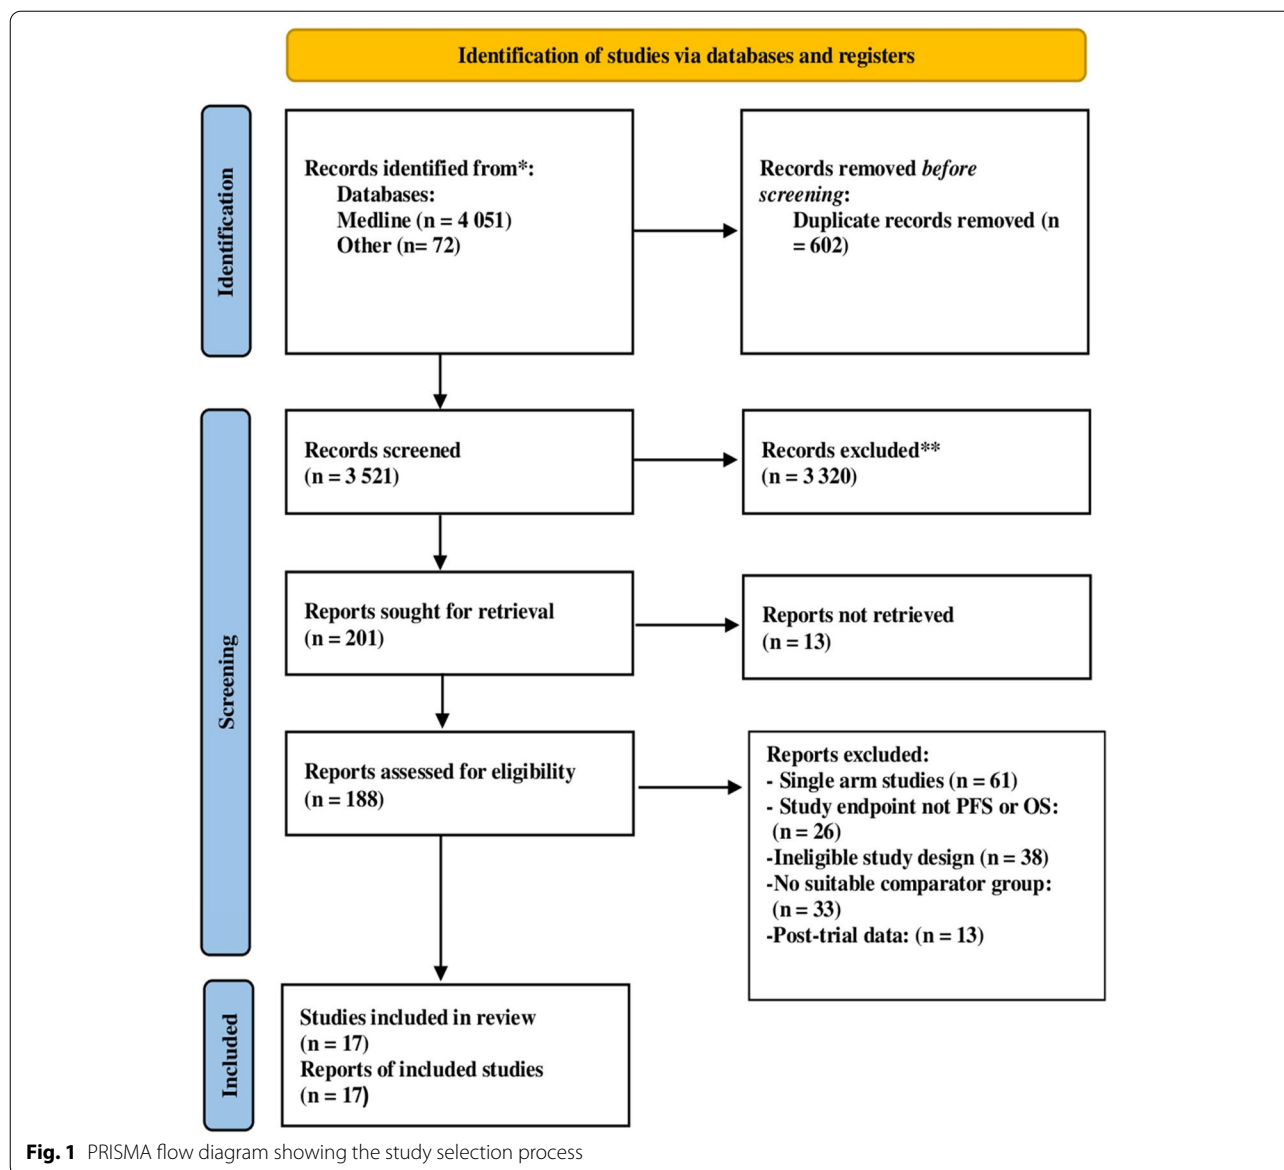 Identification of studies via databases and registers
Identification
Records identified from*:
Databases:
Medline (n = 4 051)
Other (n= 72)
Records removed before
screening:
Duplicate records removed (n
= 602)
Screening
Records screened
(n = 3 521)
Records excluded**
(n = 3 320)
Reports sought for retrieval
(n = 201)
Reports not retrieved
(n = 13)
Reports assessed for eligibility
(n = 188)
Reports excluded:
- Single arm studies (n = 61)
- Study endpoint not PFS or OS:
(n = 26)
-Ineligible study design (n = 38)
-No suitable comparator group:
(n = 33)
-Post-trial data: (n = 13)
Included
Studies included in review
(n = 17)
Reports of included studies
(n = 17)
Fig. 1 PRISMA flow diagram showing the study selection process